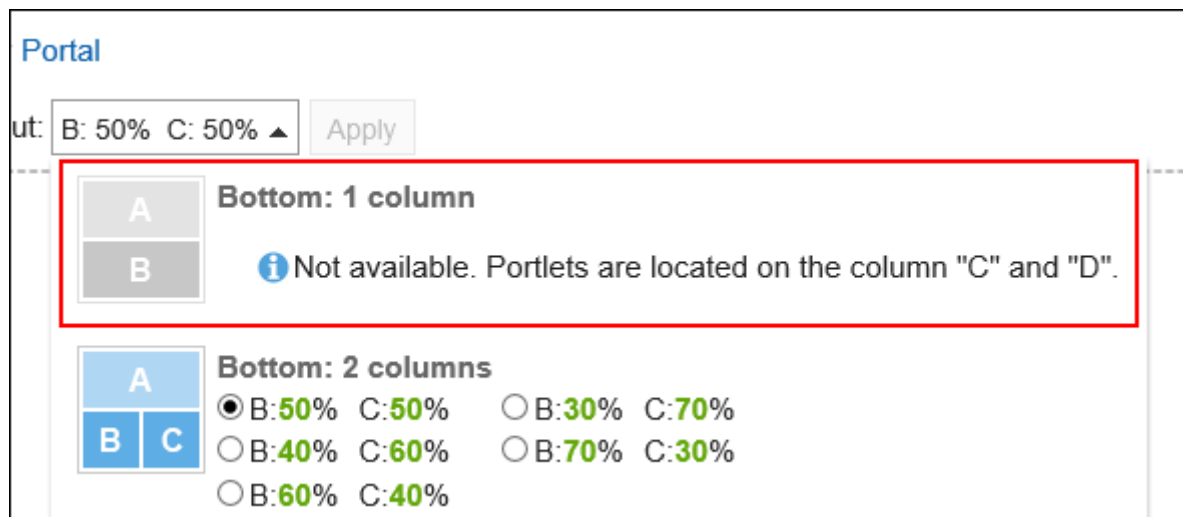 Portal
ut: B: 50% C: 50% Apply
A
B
Bottom: 1 column
Not available. Portlets are located on the column "C" and "D".
A
B C
Bottom: 2 columns
B:50% C:50% B:30% C:70%
B:40% C:60% B:70% C:30%
B:60% C:40%